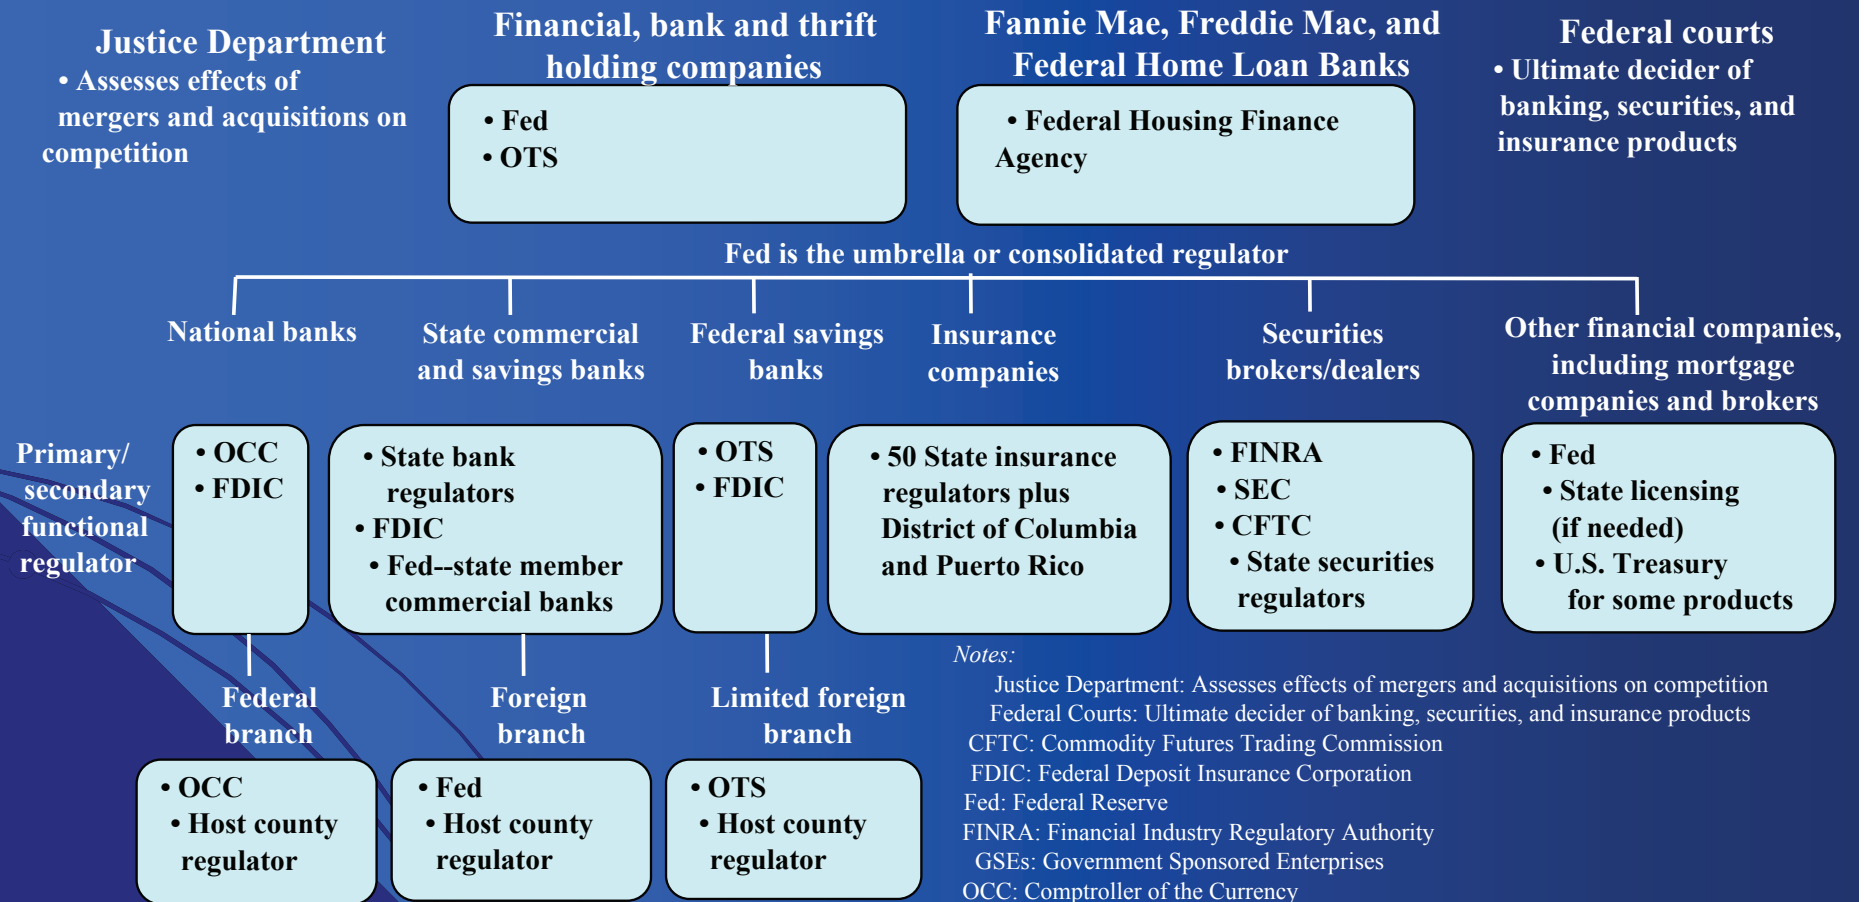 Justice Department
• Assesses effects of
mergers and acquisitions on
competition
Financial, bank and thrift
holding companies
• Fed
• OTS
Fannie Mae, Freddie Mac, and
Federal Home Loan Banks
• Federal Housing Finance
Agency
Federal courts
• Ultimate decider of
banking, securities, and
insurance products
Fed is the umbrella or consolidated regulator
National banks
State commercial
and savings banks
Federal savings
banks
Insurance
companies
Securities
brokers/dealers
Other financial companies,
including mortgage
companies and brokers
Primary/
secondary
functional
regulator
• OCC
• FDIC
• State bank
regulators
• FDIC
• Fed--state member
commercial banks
• OTS
• FDIC
• 50 State insurance
regulators plus
District of Columbia
and Puerto Rico
• FINRA
• SEC
• CFTC
• State securities
regulators
• Fed
• State licensing
(if needed)
• U.S. Treasury
for some products
Federal
branch
Foreign
branch
Limited foreign
branch
• OCC
• Host county
regulator
• Fed
• Host county
regulator
• OTS
• Host county
regulator
Notes:
Justice Department: Assesses effects of mergers and acquisitions on competition
Federal Courts: Ultimate decider of banking, securities, and insurance products
CFTC: Commodity Futures Trading Commission
FDIC: Federal Deposit Insurance Corporation
Fed: Federal Reserve
FINRA: Financial Industry Regulatory Authority
GSEs: Government Sponsored Enterprises
OCC: Comptroller of the Currency